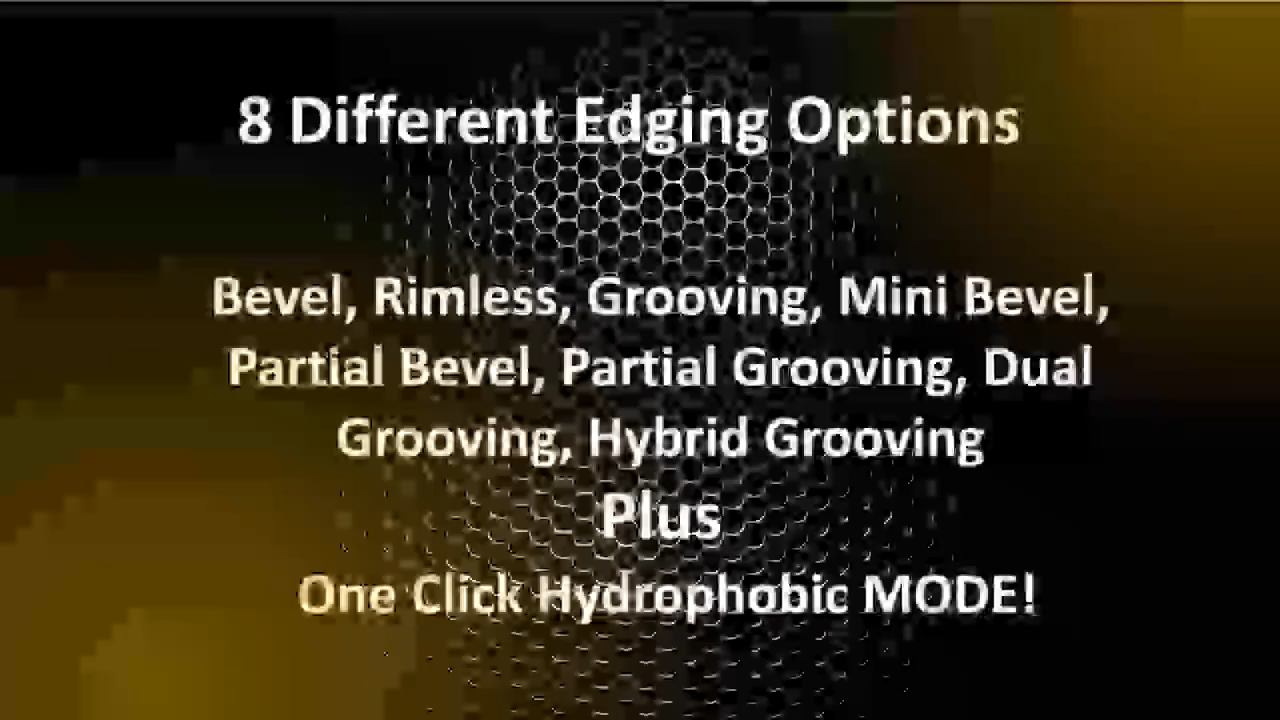 8 Different Edging Options
Bevel, Rimless, Grooving, Mini Bevel,
Partial Bevel, Partial Grooving, Dual
Grooving, Hybrid Grooving
Plus
One Click Hydrophobic MODE!